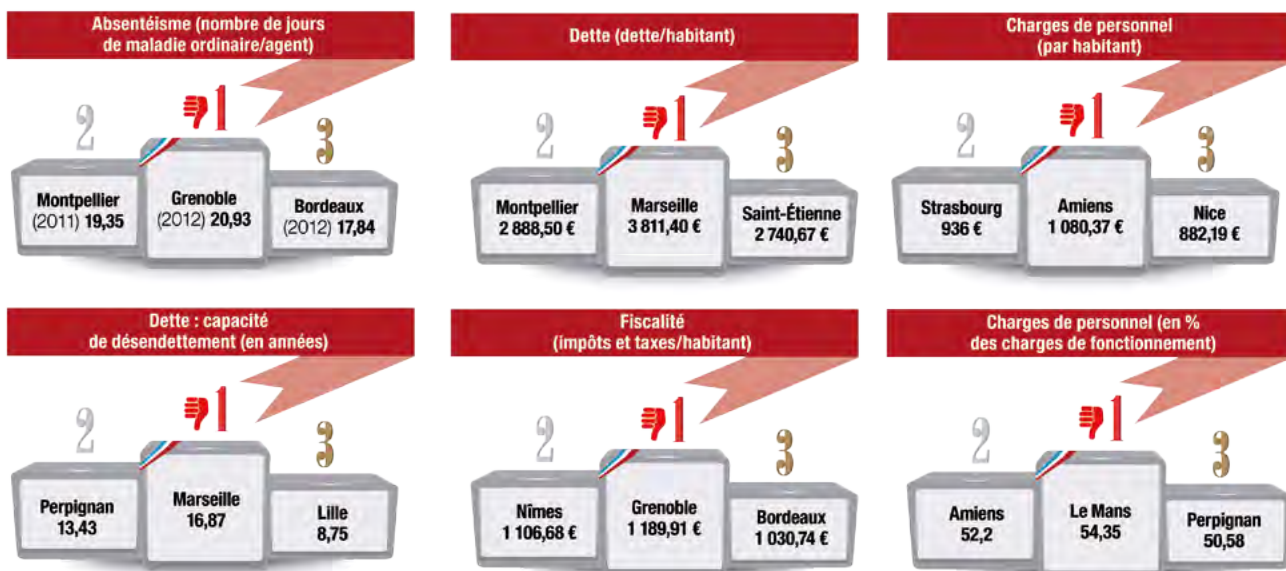 Absentéisme (nombre de jours
de maladie ordinaire/agent)
2
1
3
Montpellier
(2011) 19,35
Grenoble
(2012) 20,93
Bordeaux
(2012) 17,84
Dette (dette/habitant)
2
1
3
Montpellier
2 888,50 €
Marseille
3 811,40 €
Saint-Étienne
2 740,67 €
Charges de personnel
(par habitant)
2
1
3
Strasbourg
936 €
Amiens
1 080,37 €
Nice
882,19 €
Dette : capacité
de désendettement (en années)
2
1
3
Perpignan
13,43
Marseille
16,87
Lille
8,75
Fiscalité
(impôts et taxes/habitant)
2
1
3
Nîmes
1 106,68 €
Grenoble
1 189,91 €
Bordeaux
1 030,74 €
Charges de personnel (en %
des charges de fonctionnement)
2
1
3
Amiens
52,2
Le Mans
54,35
Perpignan
50,58